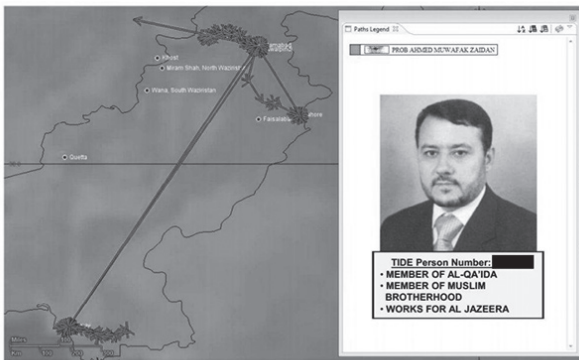 Paths Legend
PROB AHMED MUWAFAK ZAIDAN
Khost
Miram Shah, North Waziristan
Wana, South Waziristan
Quetta
TIDE Person Number:
• MEMBER OF AL-QA'IDA
• MEMBER OF MUSLIM
BROTHERHOOD
• WORKS FOR AL JAZEERA
Miles
Km